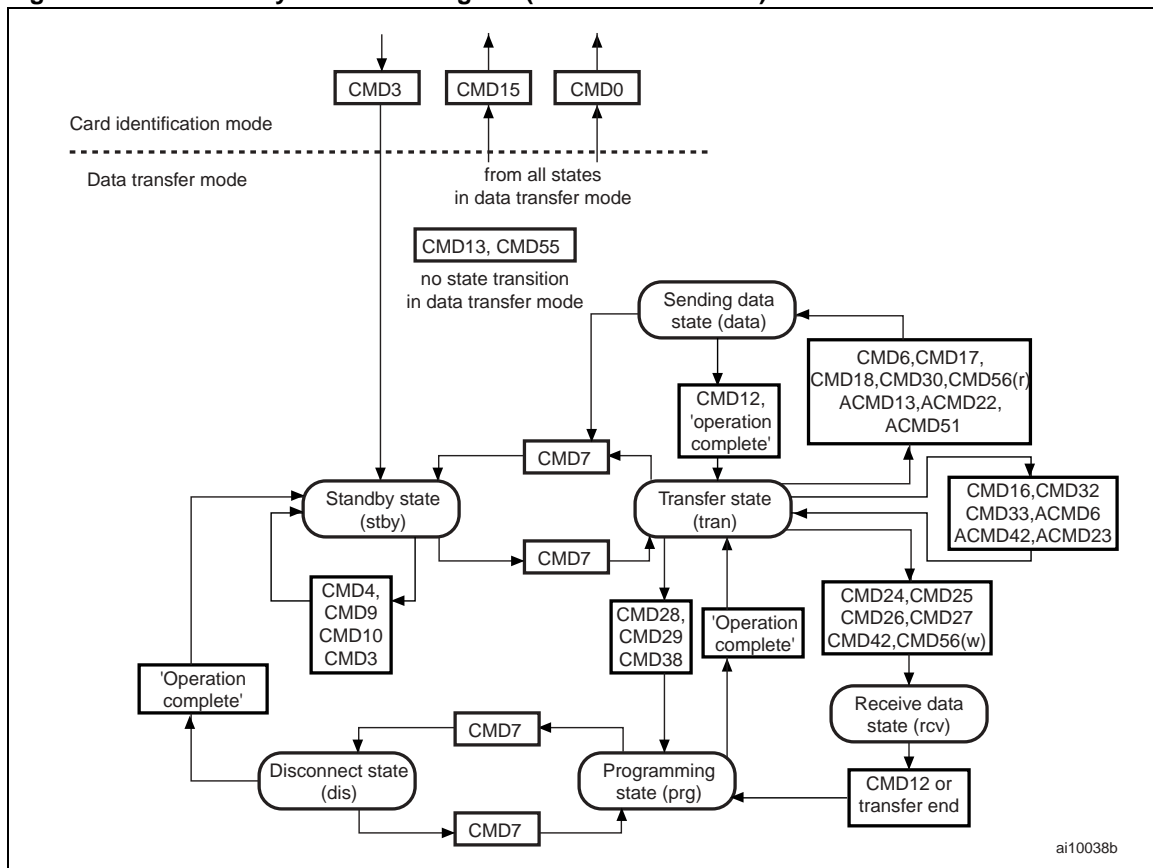 CMD3
CMD15
CMD0
Card identification mode
Data transfer mode
from all states
in data transfer mode
CMD13, CMD55
no state transition
in data transfer mode
Sending data
state (data)
CMD6,CMD17,
CMD18,CMD30,CMD56(r)
ACMD13,ACMD22,
ACMD51
CMD12,
'operation
complete'
CMD7
Standby state
(stby)
Transfer state
(tran)
CMD16,CMD32
CMD33,ACMD6
ACMD42,ACMD23
CMD7
CMD4,
CMD9
CMD10
CMD3
CMD28,
CMD29
CMD38
'Operation
complete'
CMD24,CMD25
CMD26,CMD27
CMD42,CMD56(w)
'Operation
complete'
Receive data
state (rcv)
CMD7
Disconnect state
(dis)
Programming
state (prg)
CMD12 or
transfer end
CMD7
ai10038b